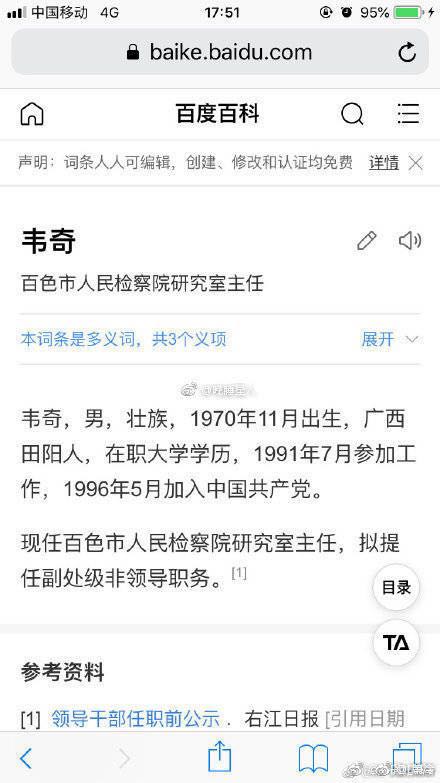 中国移动 4G 17:51 95%
baike.baidu.com
百度百科
声明：词条人人可编辑，创建、修改和认证均免费 详情
韦奇
百色市人民检察院研究室主任
本词条是多义词，共3个义项 展开
韦奇，男，壮族，1970年11月出生，广西
田阳人，在职大学学历，1991年7月参加工
作，1996年5月加入中国共产党。
现任百色市人民检察院研究室主任，拟提
任副处级非领导职务。[1]
目录
TA
参考资料
[1] 领导干部任职前公示．右江日报 [引用日期